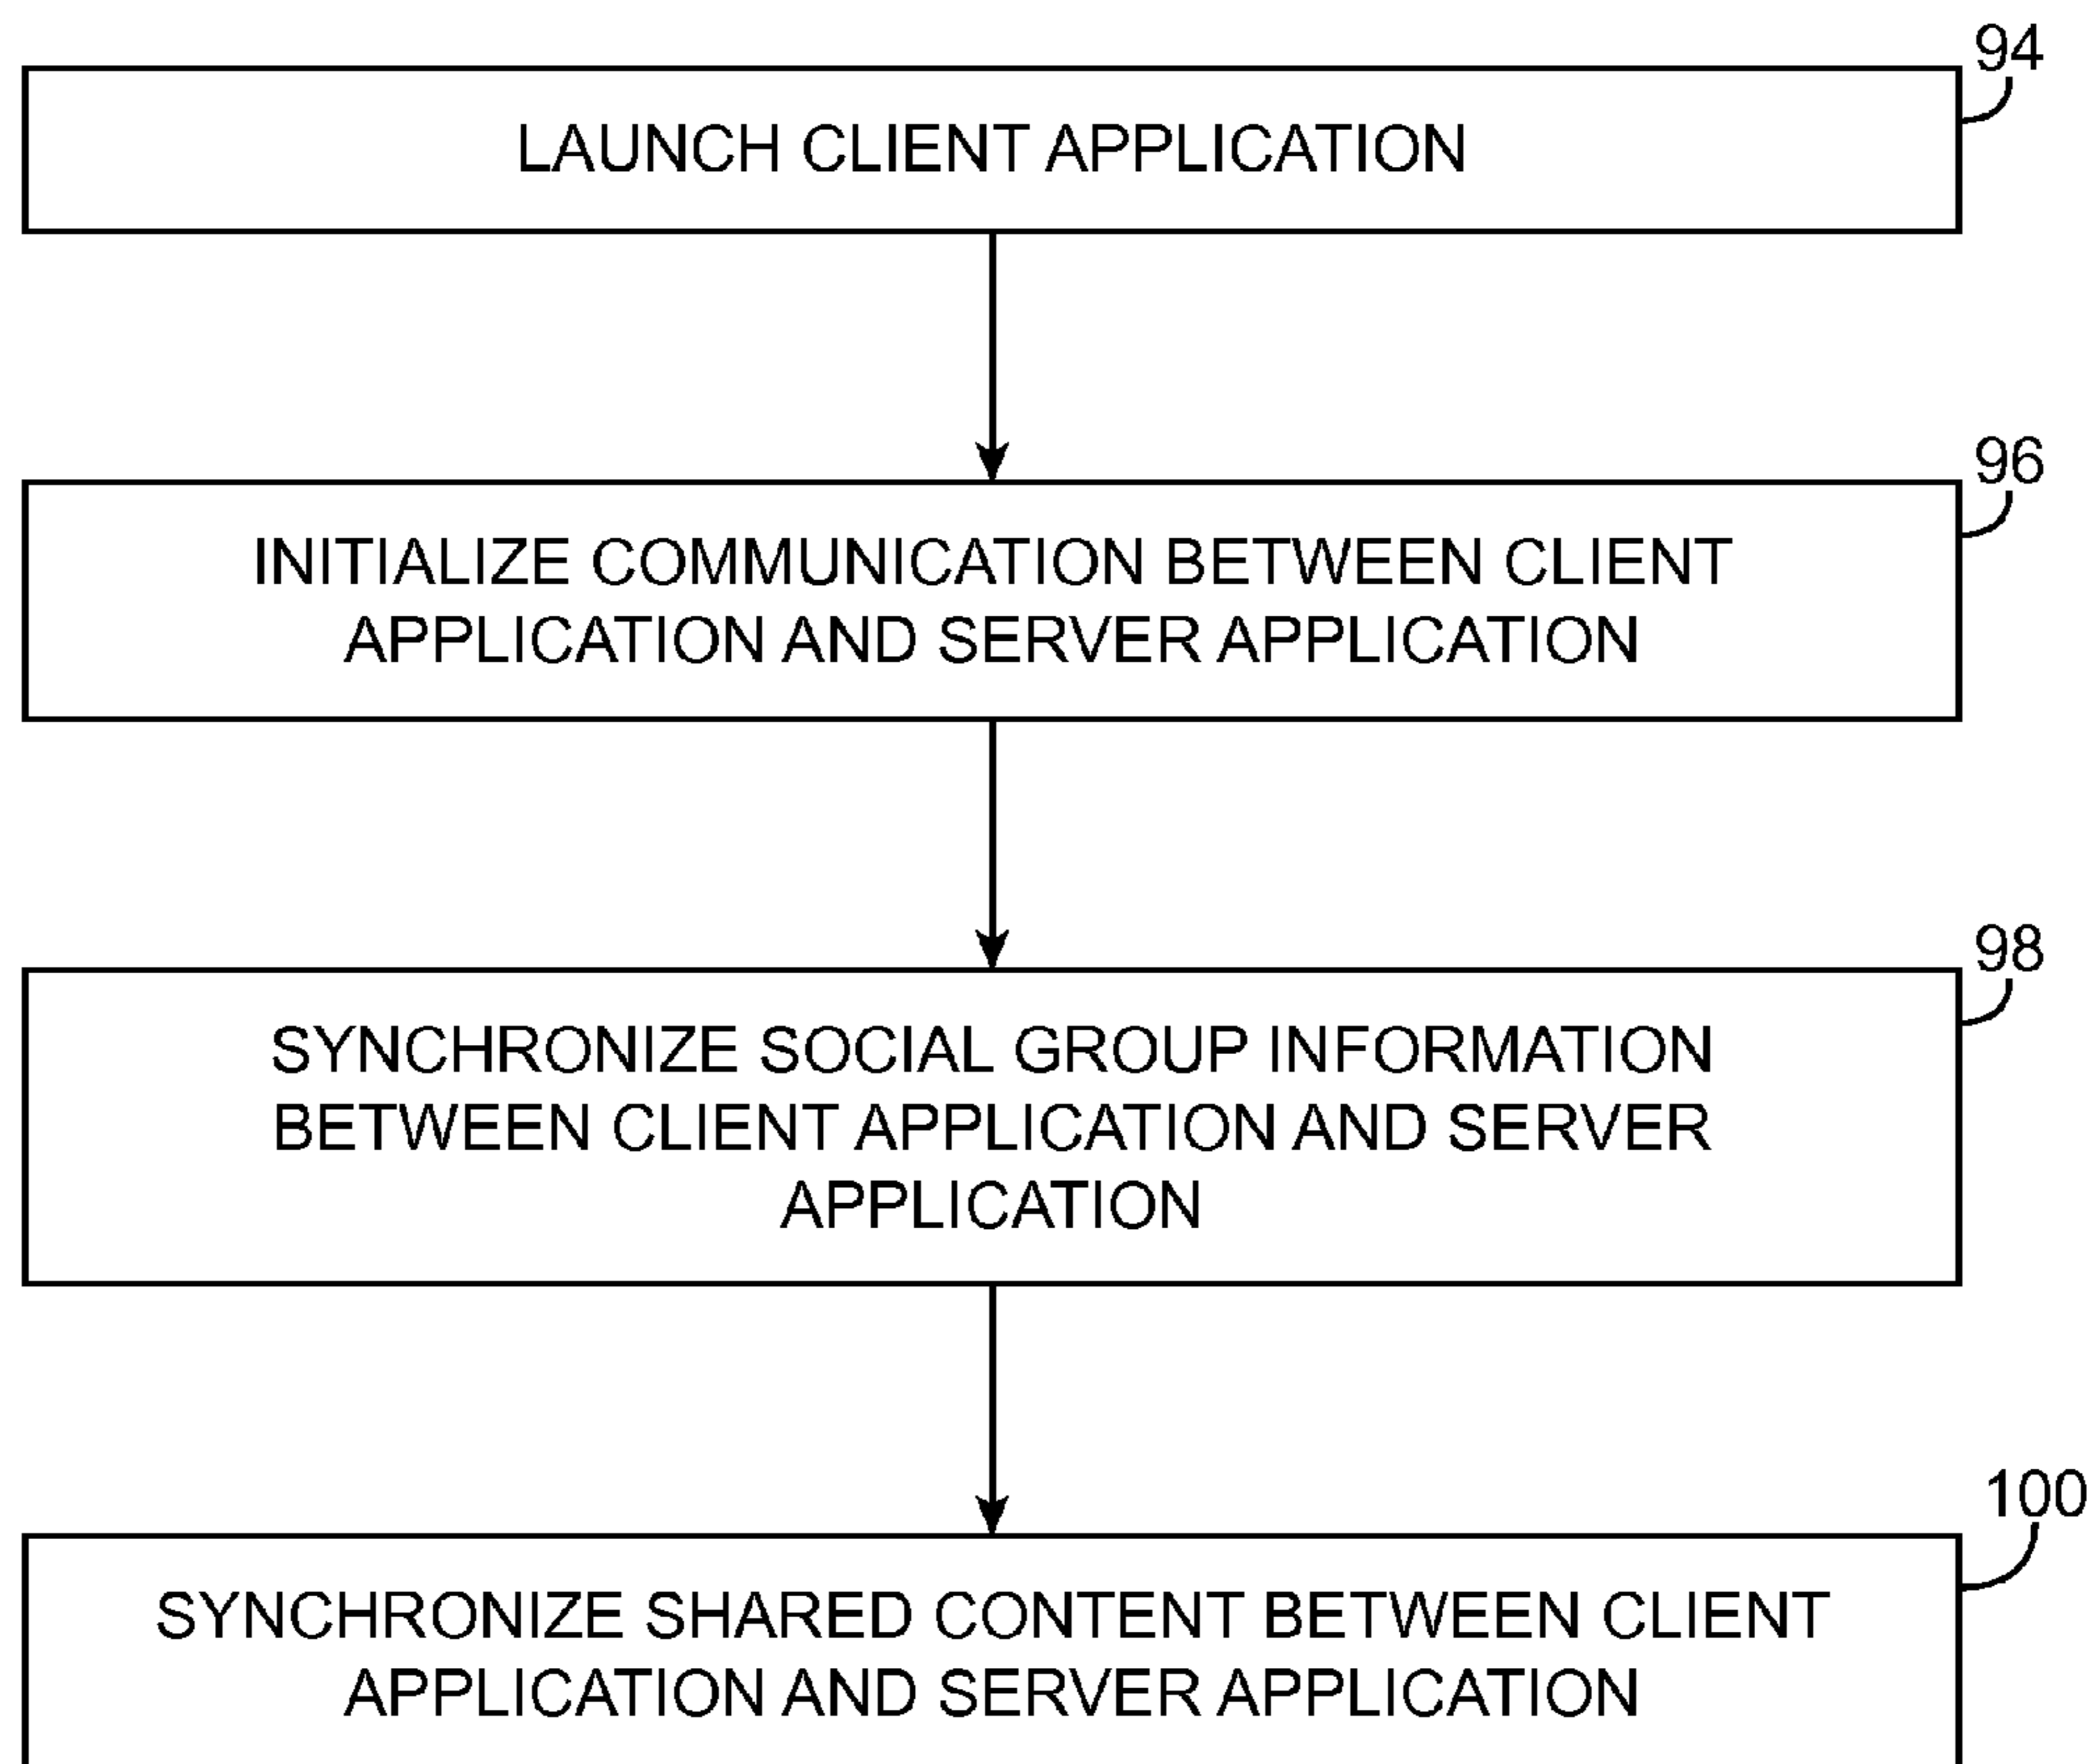 94
LAUNCH CLIENT APPLICATION
96
INITIALIZE COMMUNICATION BETWEEN CLIENT
APPLICATION AND SERVER APPLICATION
98
SYNCHRONIZE SOCIAL GROUP INFORMATION
BETWEEN CLIENT APPLICATION AND SERVER
APPLICATION
100
SYNCHRONIZE SHARED CONTENT BETWEEN CLIENT
APPLICATION AND SERVER APPLICATION